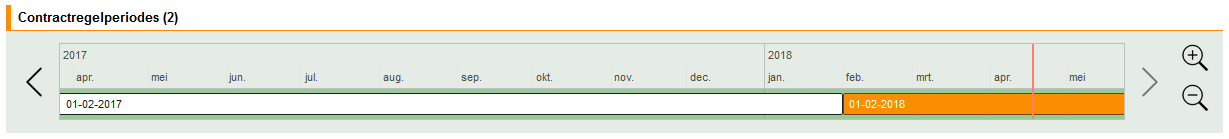 Contractregelperiodes (2)
2017 2018
apr. mei jun. jul. aug. sep. okt. nov. dec. jan. feb. mrt. apr. mei
01-02-2017 01-02-2018